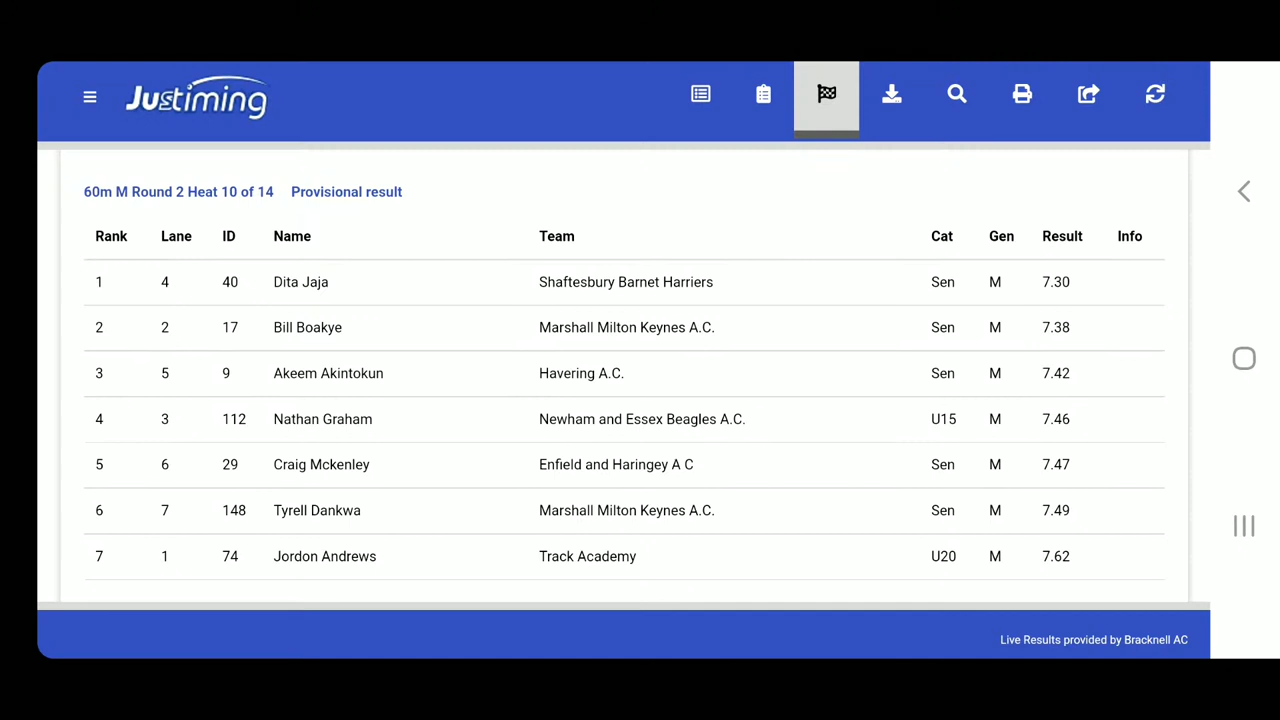 Justiming
60m M Round 2 Heat 10 of 14 Provisional result
Rank Lane ID Name Team Cat Gen Result Info
1 4 40 Dita Jaja Shaftesbury Barnet Harriers Sen M 7.30
2 2 17 Bill Boakye Marshall Milton Keynes A.C. Sen M 7.38
3 5 9 Akeem Akintokun Havering A.C. Sen M 7.42
4 3 112 Nathan Graham Newham and Essex Beagles A.C. U15 M 7.46
5 6 29 Craig Mckenley Enfield and Haringey A C Sen M 7.47
6 7 148 Tyrell Dankwa Marshall Milton Keynes A.C. Sen M 7.49
7 1 74 Jordon Andrews Track Academy U20 M 7.62
Live Results provided by Bracknell AC